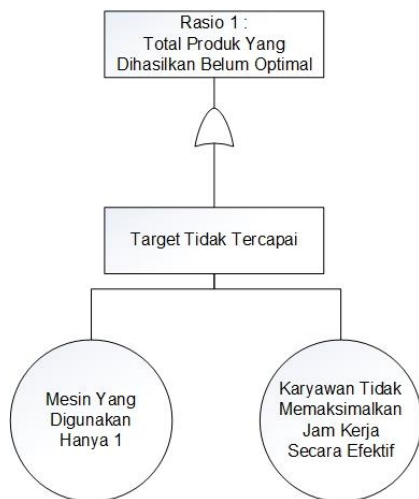 Rasio 1 :
Total Produk Yang
Dihasilkan Belum Optimal
Target Tidak Tercapai
Mesin Yang
Digunakan
Hanya 1
Karyawan Tidak
Memaksimalkan
Jam Kerja
Secara Efektif